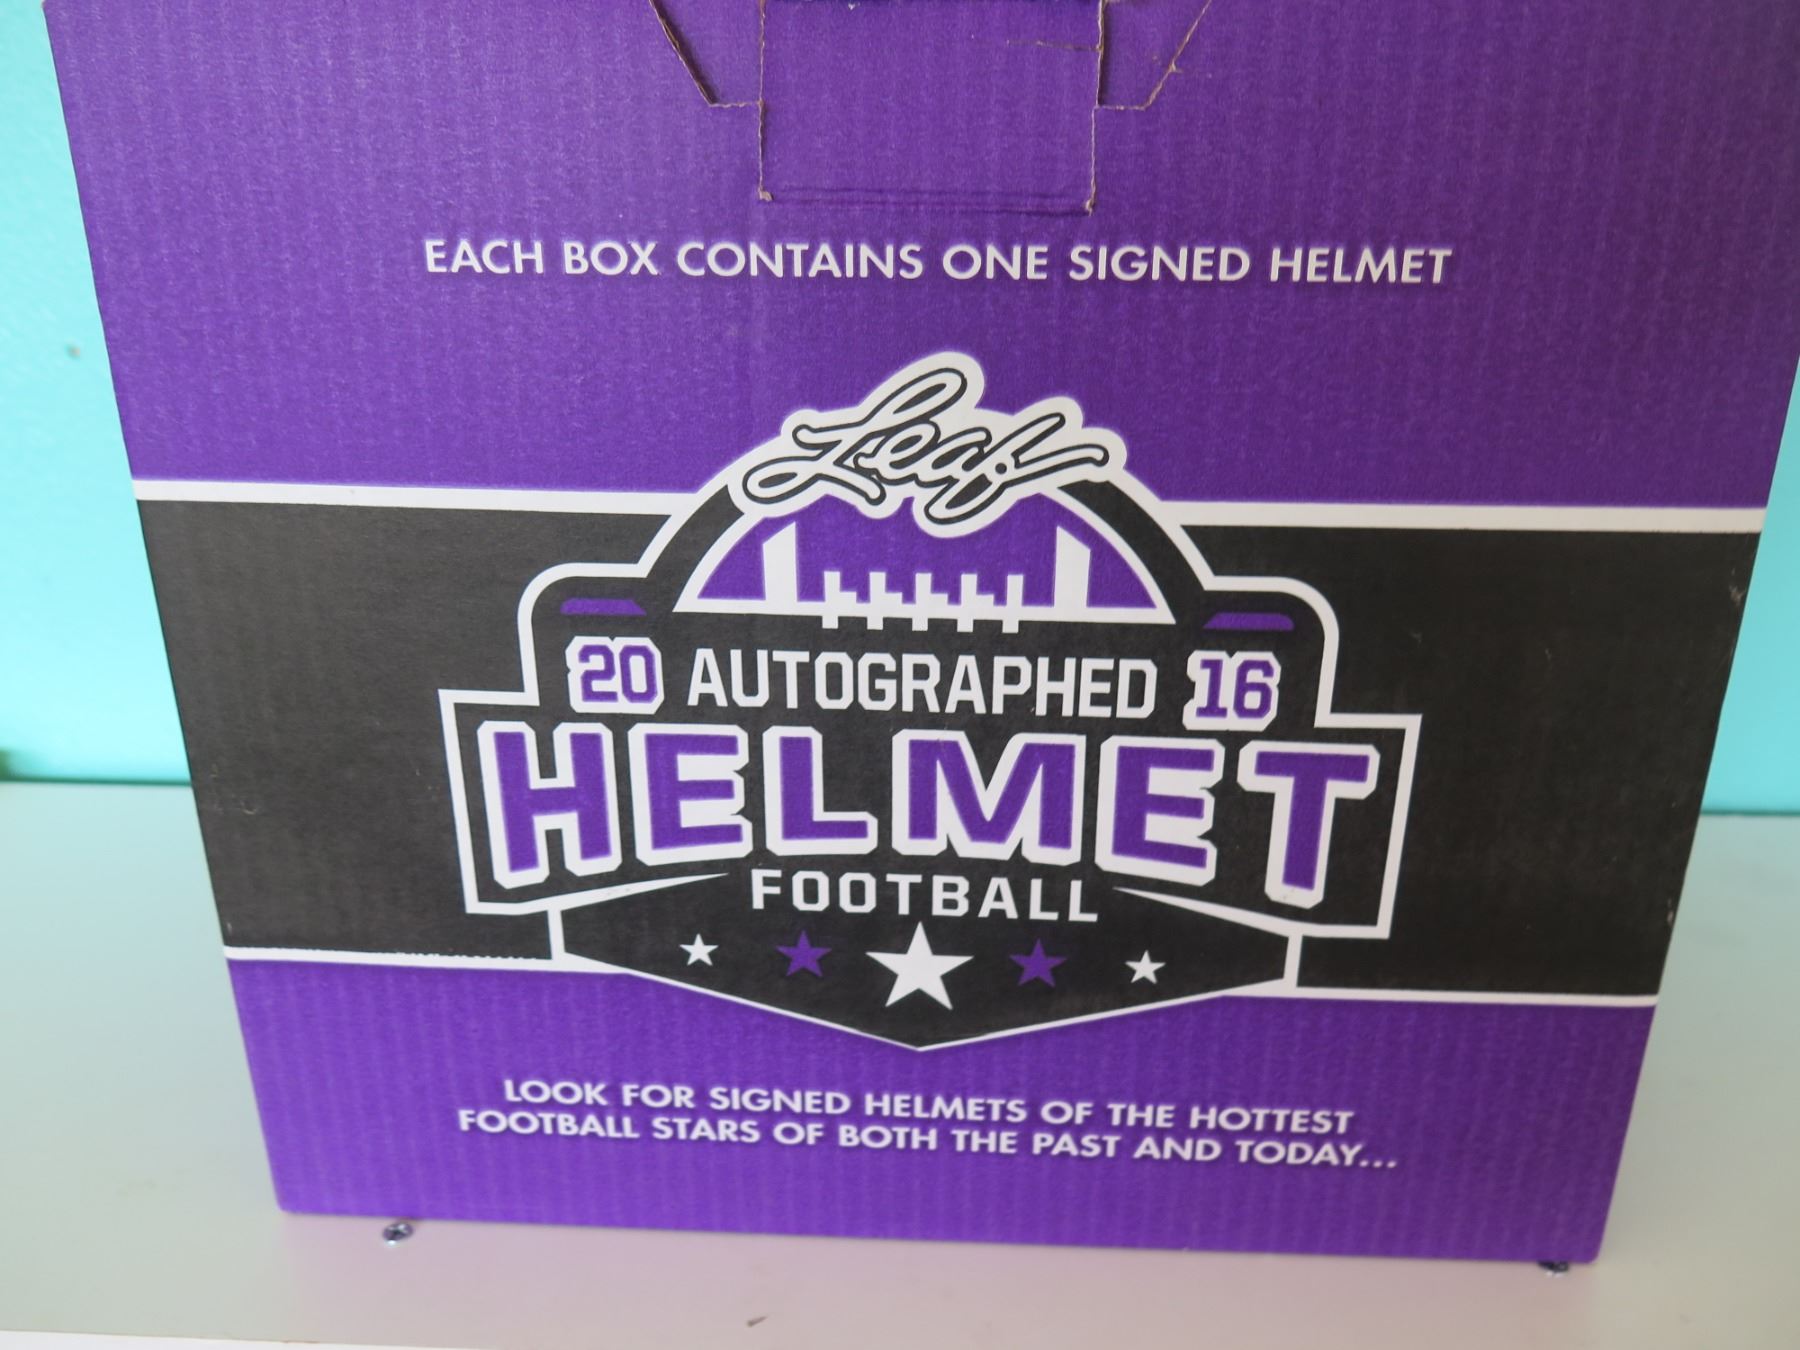 EACH BOX CONTAINS ONE SIGNED HELMET
Leaf
20 AUTOGRAPHED 16
HELMET
FOOTBALL
LOOK FOR SIGNED HELMETS OF THE HOTTEST
FOOTBALL STARS OF BOTH THE PAST AND TODAY...